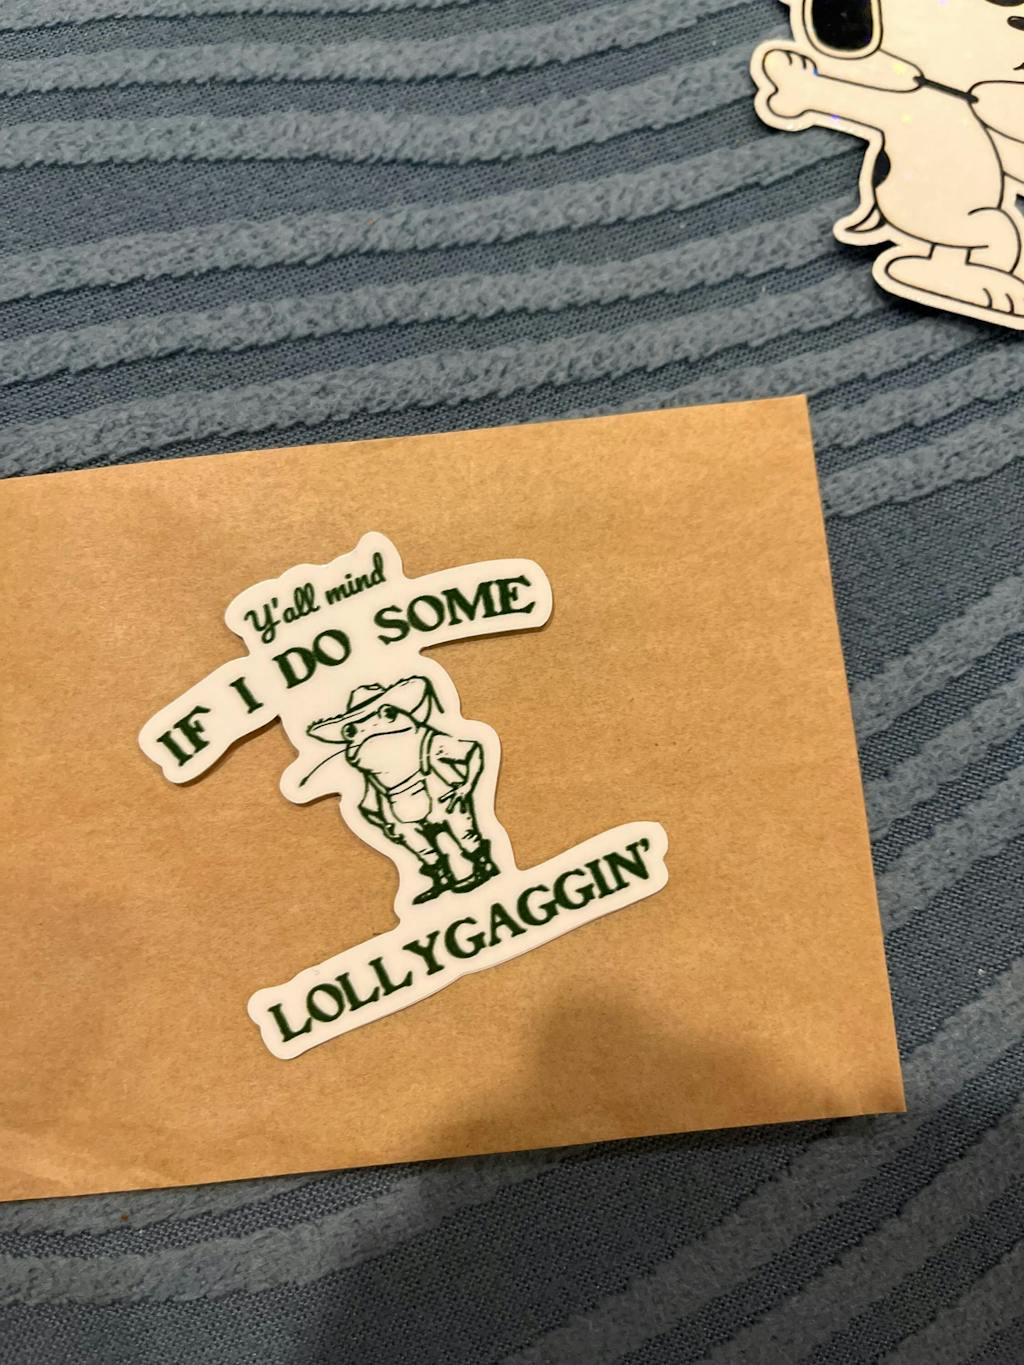 Y'all mind
IF I DO SOME
LOLLYGAGGIN'